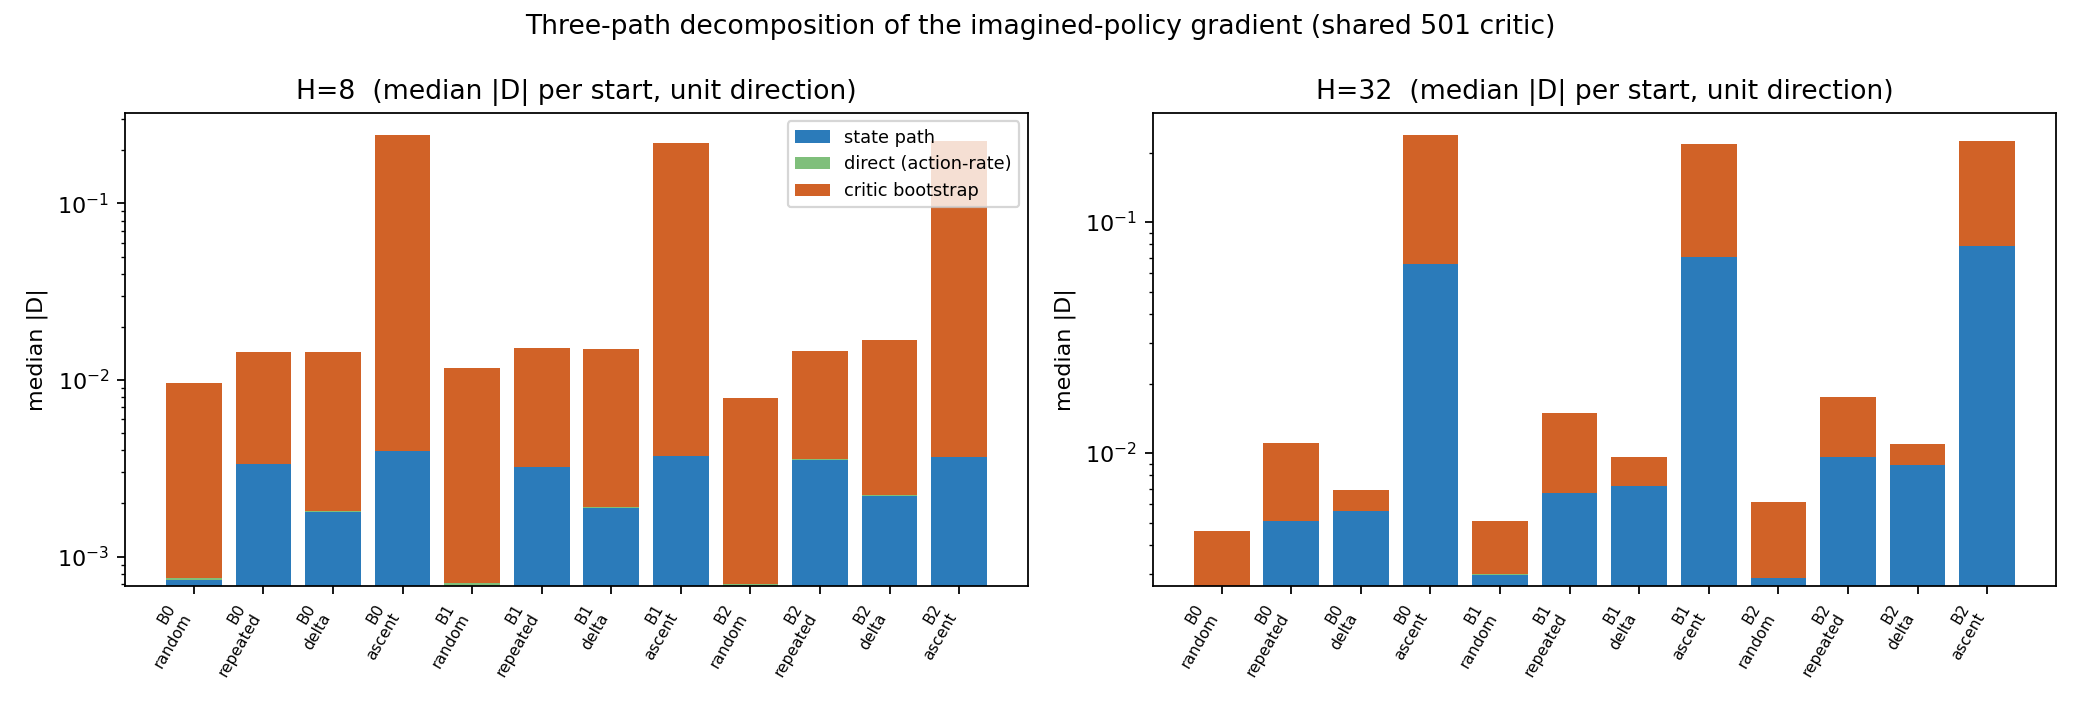 Three-path decomposition of the imagined-policy gradient (shared 501 critic)
H=8  (median |D| per start, unit direction)
median |D|
10⁻¹
10⁻²
10⁻³
state path
direct (action-rate)
critic bootstrap
B0
random
B0
repeated
B0
delta
B0
ascent
B1
random
B1
repeated
B1
delta
B1
ascent
B2
random
B2
repeated
B2
delta
B2
ascent
H=32  (median |D| per start, unit direction)
median |D|
10⁻¹
10⁻²
B0
random
B0
repeated
B0
delta
B0
ascent
B1
random
B1
repeated
B1
delta
B1
ascent
B2
random
B2
repeated
B2
delta
B2
ascent